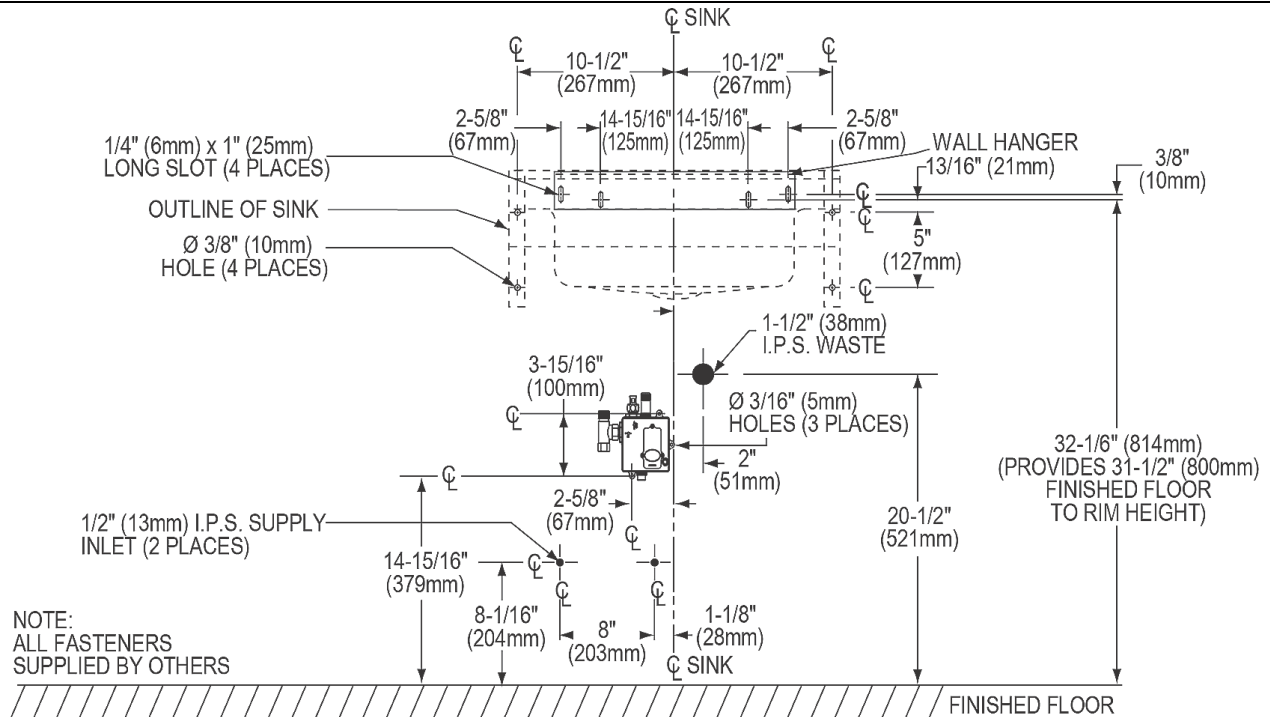 ℄ SINK
℄
℄
10-1/2"
(267mm)
10-1/2"
(267mm)
2-5/8"
(67mm)
14-15/16"
(125mm)
14-15/16"
(125mm)
2-5/8"
(67mm)
WALL HANGER
13/16" (21mm)
3/8"
(10mm)
1/4" (6mm) x 1" (25mm)
LONG SLOT (4 PLACES)
℄
OUTLINE OF SINK
℄
Ø 3/8" (10mm)
HOLE (4 PLACES)
5"
(127mm)
℄
1-1/2" (38mm)
I.P.S. WASTE
3-15/16"
(100mm)
℄
Ø 3/16" (5mm)
HOLES (3 PLACES)
32-1/6" (814mm)
(PROVIDES 31-1/2" (800mm)
FINISHED FLOOR
TO RIM HEIGHT)
2"
(51mm)
℄
2-5/8"
(67mm)
℄
20-1/2"
(521mm)
1/2" (13mm) I.P.S. SUPPLY
INLET (2 PLACES)
14-15/16"
(379mm)
℄
℄
℄
8-1/16"
(204mm)
8"
(203mm)
1-1/8"
(28mm)
NOTE:
ALL FASTENERS
SUPPLIED BY OTHERS
℄ SINK
FINISHED FLOOR